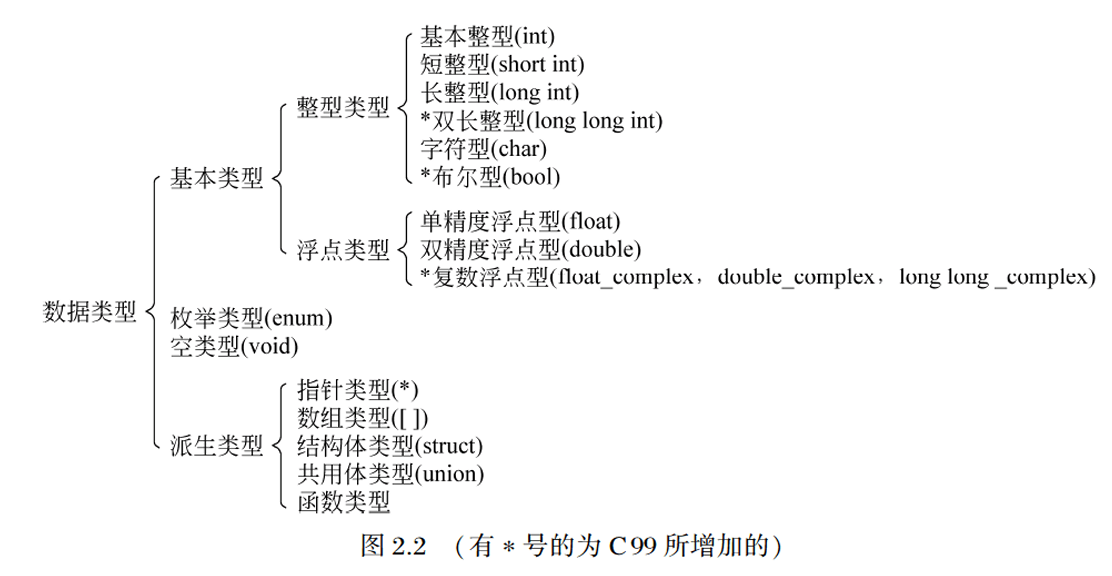 基本整型(int)
短整型(short int)
长整型(long int)
整型类型
*双长整型(long long int)
字符型(char)
基本类型
*布尔型(bool)
单精度浮点型(float)
浮点类型
双精度浮点型(double)
*复数浮点型(float_complex，double_complex，long long _complex)
数据类型
枚举类型(enum)
空类型(void)
指针类型(*)
数组类型([ ])
派生类型
结构体类型(struct)
共用体类型(union)
函数类型
图 2.2 （有 * 号的为 C 99 所增加的）